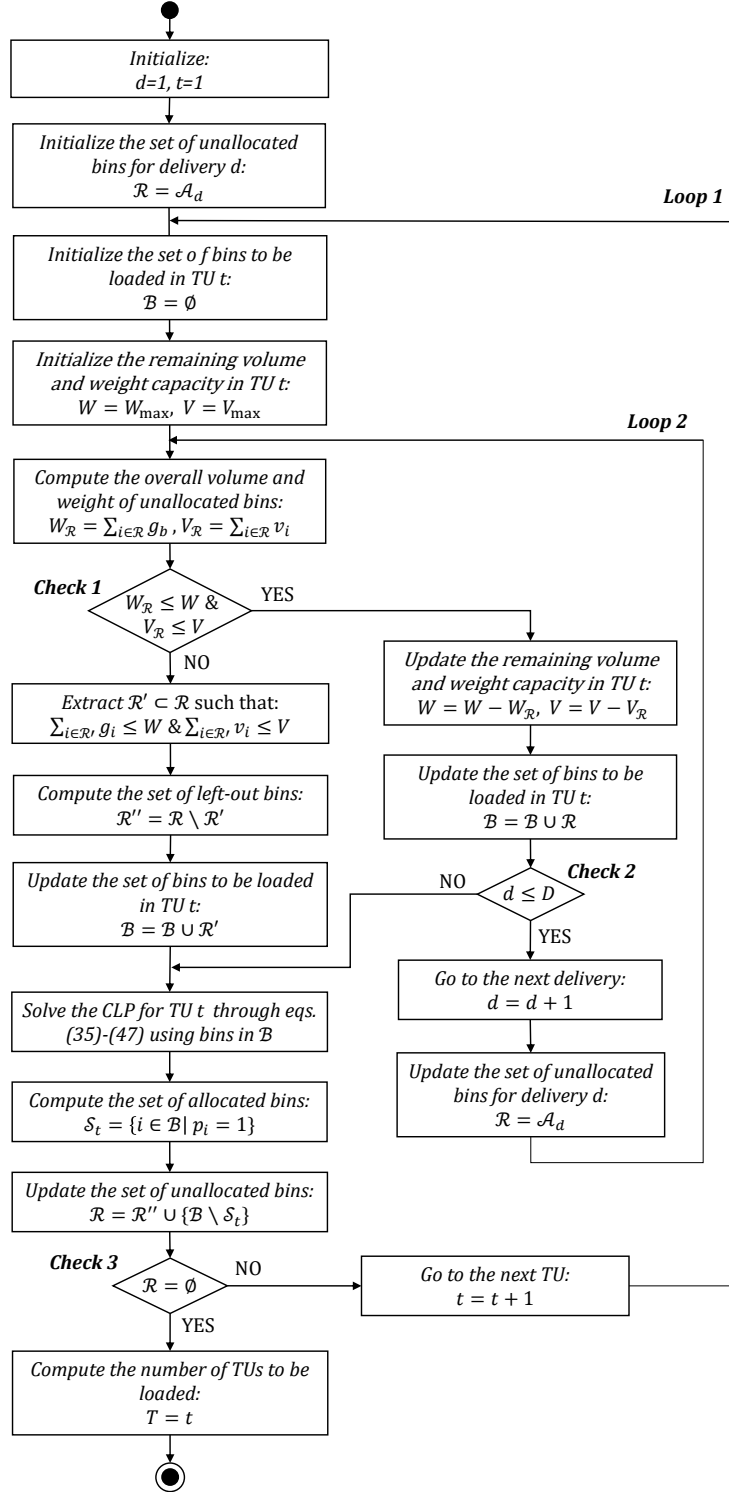 Initialize:
d=1, t=1
Initialize the set of unallocated
bins for delivery d:
ℛ = 𝒜_d
Loop 1
Initialize the set o f bins to be
loaded in TU t:
ℬ = ∅
Initialize the remaining volume
and weight capacity in TU t:
W = W_max, V = V_max
Loop 2
Compute the overall volume and
weight of unallocated bins:
W_ℛ = ∑_{i∈ℛ} g_b , V_ℛ = ∑_{i∈ℛ} v_i
Check 1
W_ℛ ≤ W &
V_ℛ ≤ V
YES
NO
Update the remaining volume
and weight capacity in TU t:
W = W − W_ℛ, V = V − V_ℛ
Extract ℛ′ ⊂ ℛ such that:
∑_{i∈ℛ′} g_i ≤ W & ∑_{i∈ℛ′} v_i ≤ V
Update the set of bins to be
loaded in TU t:
ℬ = ℬ ∪ ℛ
Compute the set of left-out bins:
ℛ′′ = ℛ \ ℛ′
Check 2
d ≤ D
NO
YES
Update the set of bins to be loaded
in TU t:
ℬ = ℬ ∪ ℛ′
Go to the next delivery:
d = d + 1
Solve the CLP for TU t through eqs.
(35)-(47) using bins in ℬ
Update the set of unallocated
bins for delivery d:
ℛ = 𝒜_d
Compute the set of allocated bins:
𝒮_t = {i ∈ ℬ| p_i = 1}
Update the set of unallocated bins:
ℛ = ℛ′′ ∪ {ℬ \ 𝒮_t}
Check 3
ℛ = ∅
NO
YES
Go to the next TU:
t = t + 1
Compute the number of TUs to be
loaded:
T = t